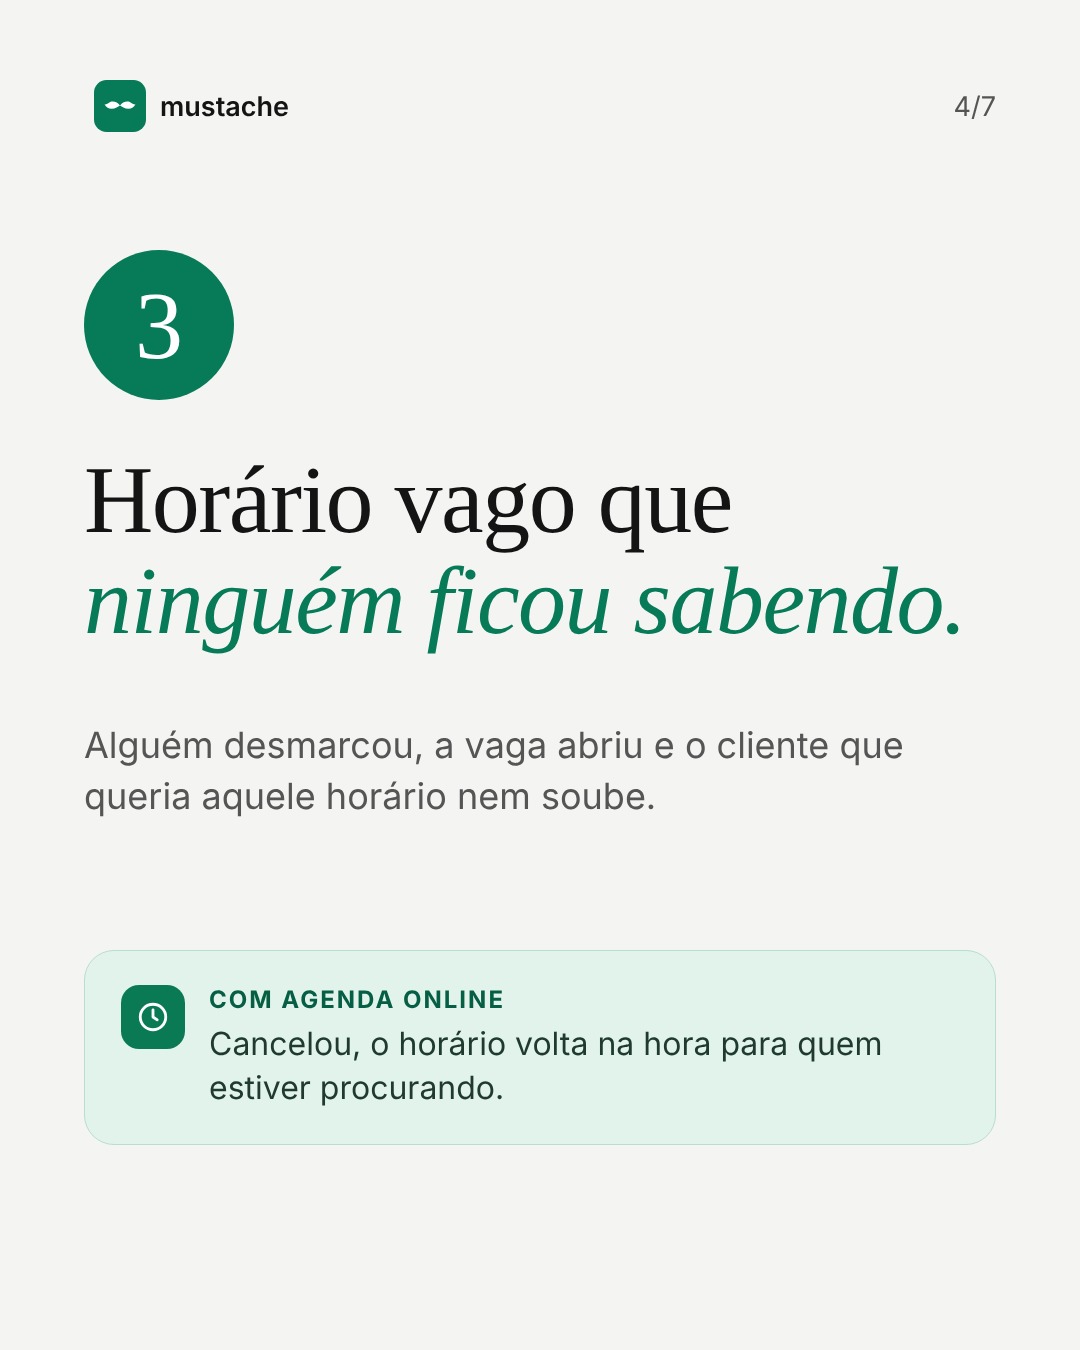 mustache
4/7
3
Horário vago que
ninguém ficou sabendo.
Alguém desmarcou, a vaga abriu e o cliente que
queria aquele horário nem soube.
COM AGENDA ONLINE
Cancelou, o horário volta na hora para quem
estiver procurando.